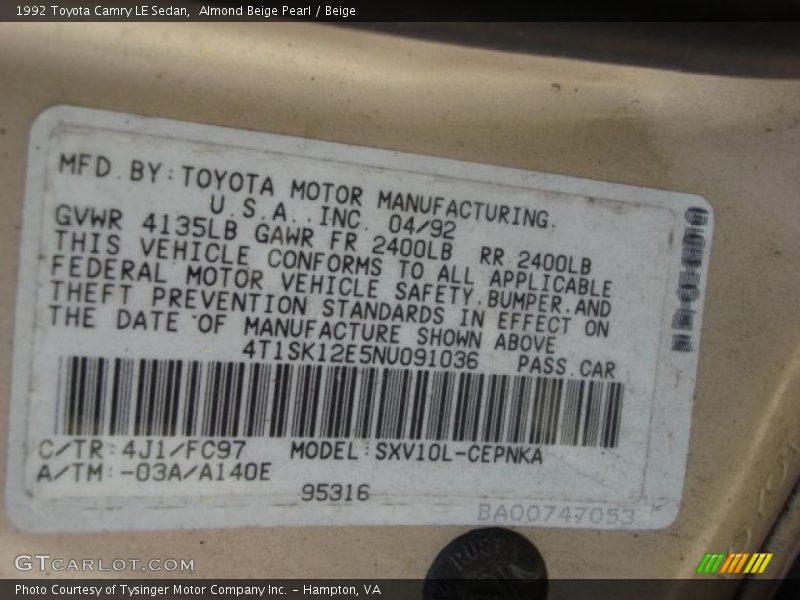 1992 Toyota Camry LE Sedan,  Almond Beige Pearl / Beige
MFD. BY: TOYOTA MOTOR MANUFACTURING.
U.S.A., INC. 04/92
GVWR 4135LB GAWR FR 2400LB RR 2400LB
THIS VEHICLE CONFORMS TO ALL APPLICABLE
FEDERAL MOTOR VEHICLE SAFETY, BUMPER, AND
THEFT PREVENTION STANDARDS IN EFFECT ON
THE DATE OF MANUFACTURE SHOWN ABOVE
4T1SK12E5NU091036 PASS. CAR
C/TR: 4J1/FC97 MODEL: SXV10L-CEPNKA
A/TM: -03A/A140E
95316
BA00747053
GTCARLOT.COM
Photo Courtesy of Tysinger Motor Company Inc. - Hampton, VA